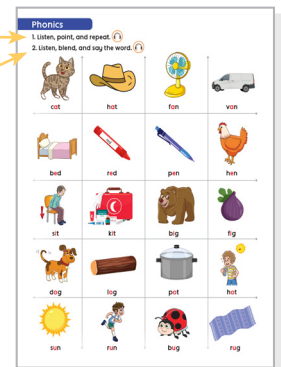 Phonics
1. Listen, point, and repeat.
2. Listen, blend, and say the word.
cat hat fan van
bed red pen hen
sit kit big fig
dog log pot hot
sun run bug rug